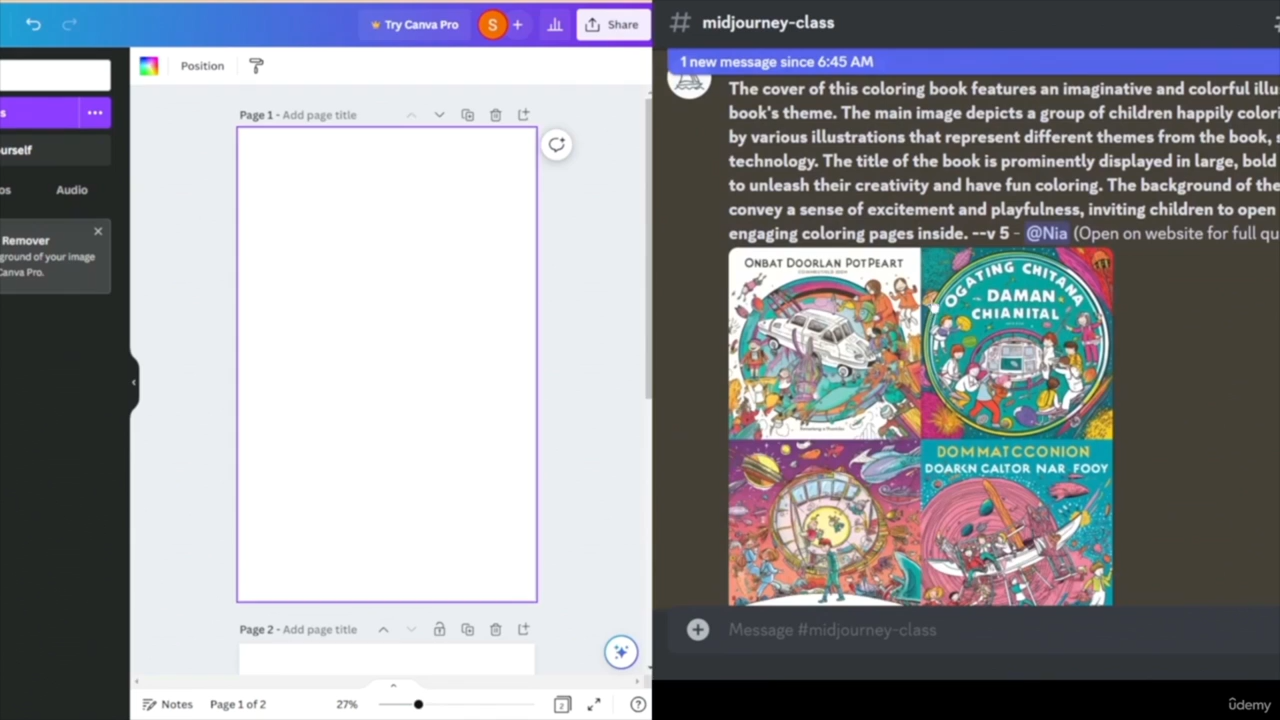 Try Canva Pro
S
Share
Position
s
ourself
os
Audio
Remover
ground of your image
Canva Pro.
Page 1 - Add page title
Page 2 - Add page title
Notes
Page 1 of 2
27%
2
midjourney-class
1 new message since 6:45 AM
The cover of this coloring book features an imaginative and colorful illu
book's theme. The main image depicts a group of children happily colori
by various illustrations that represent different themes from the book, s
technology. The title of the book is prominently displayed in large, bold
to unleash their creativity and have fun coloring. The background of the
convey a sense of excitement and playfulness, inviting children to open
engaging coloring pages inside. --v 5 - @Nia (Open on website for full qu
ONBAT DOORLAN POTPEART
OGATING CHITANA
DAMAN
CHIANITAL
DOMMATCCONION
DOARKN CALTOR NAR FOOY
Message #midjourney-class
ûdemy